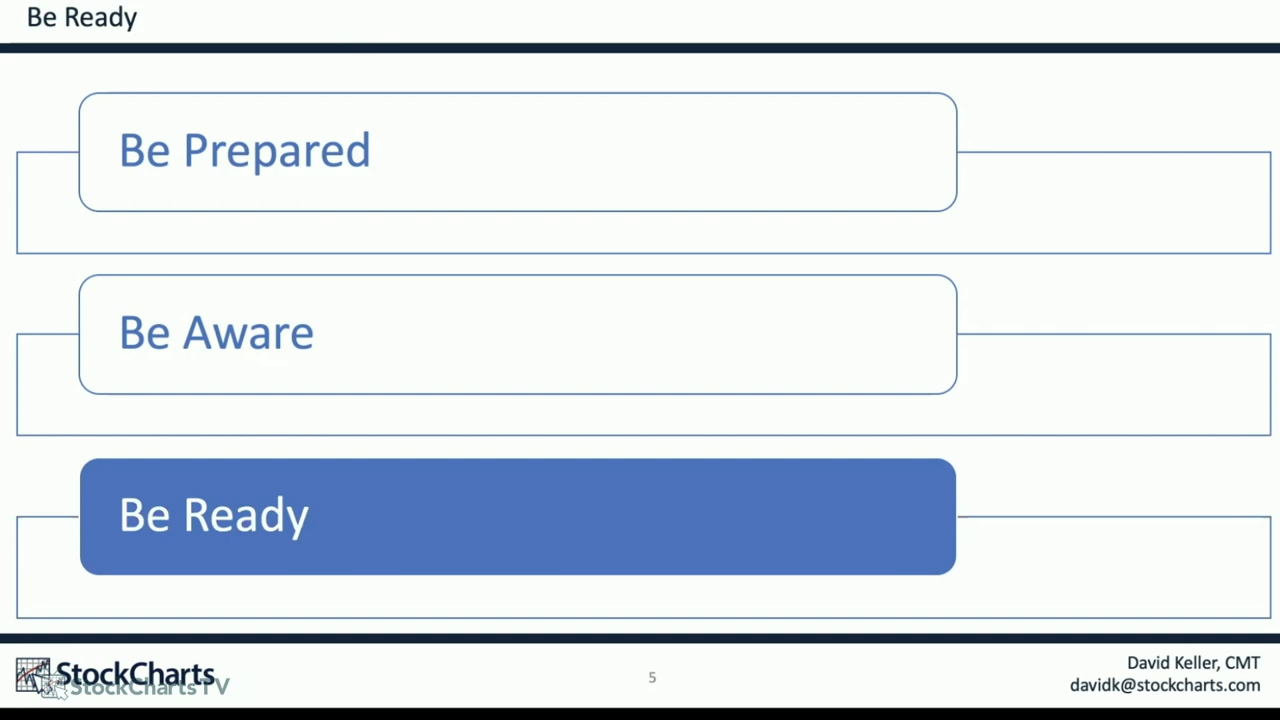 Be Ready
Be Prepared
Be Aware
Be Ready
StockCharts
StockCharts TV
5
David Keller, CMT
davidk@stockcharts.com